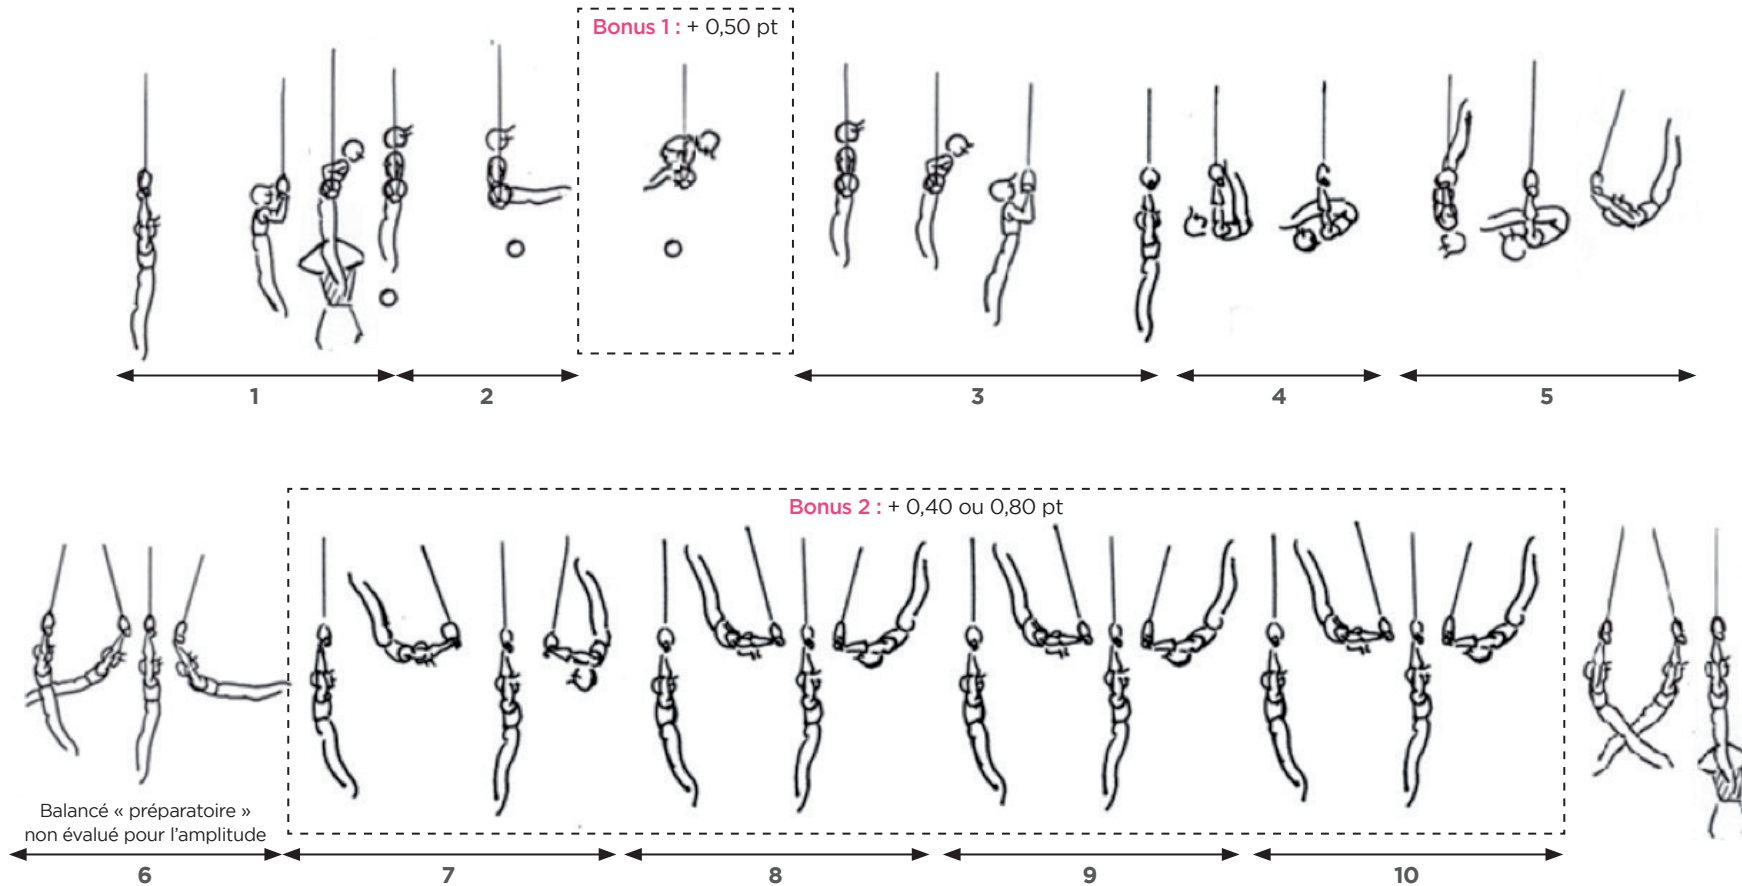 Bonus 1 : + 0,50 pt
1
2
3
4
5
Bonus 2 : + 0,40 ou 0,80 pt
Balancé « préparatoire »
non évalué pour l'amplitude
6
7
8
9
10